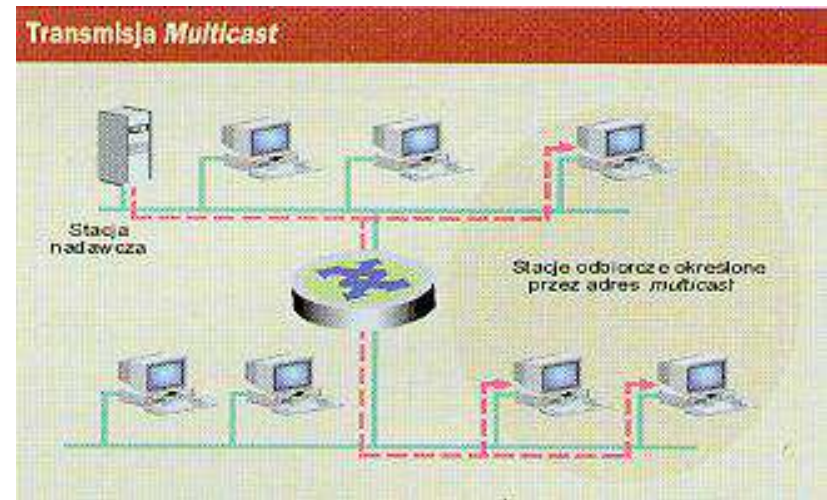 Transmisja Multicast
Stacja
nadawcza
Stacje odbiorcze określone
przez adres multicast